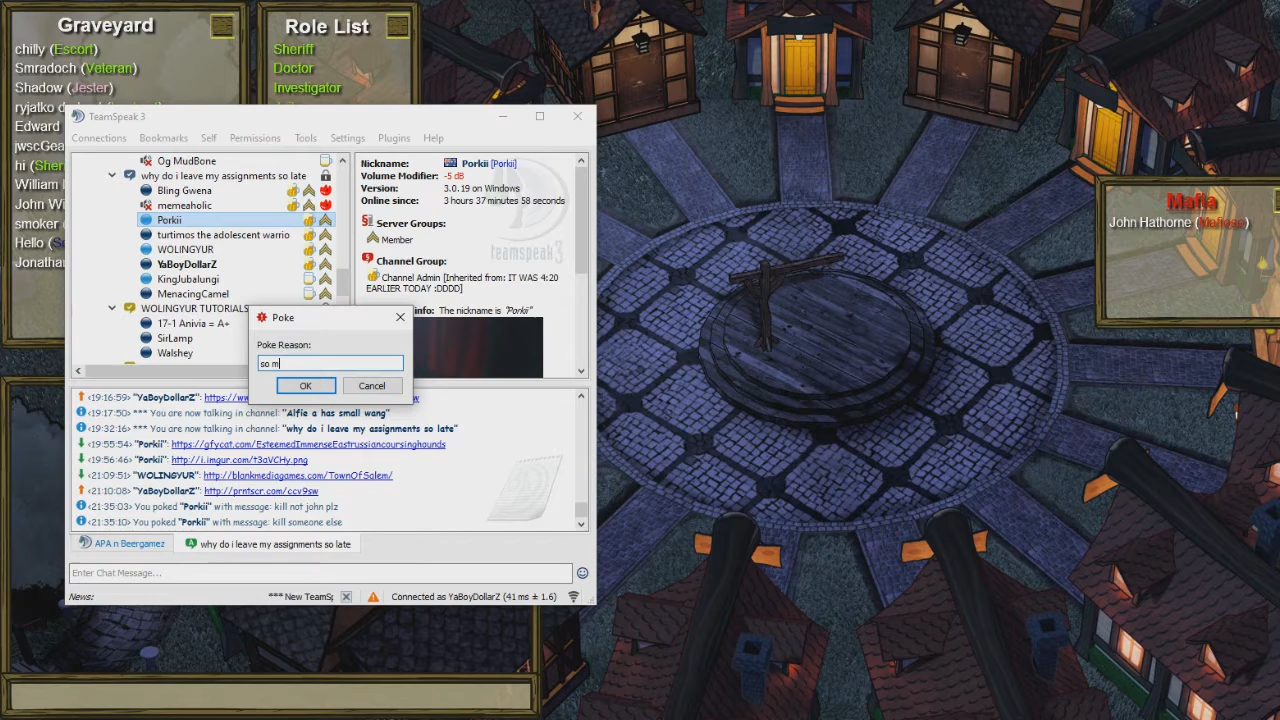 Graveyard
chilly (Escort)
Smradoch (Veteran)
Shadow (Jester)
ryjatko
Edward
jwscGea
hi (Sher
William
John Wi
smoker
Hello (Se
Jonathan
Role List
Sheriff
Doctor
Investigator
Mafia
John Hathorne (Mafioso)
TeamSpeak 3
Connections Bookmarks Self Permissions Tools Settings Plugins Help
Og MudBone
why do i leave my assignments so late
Bling Gwena
memeaholic
Porkii
turtimos the adolescent warrio
WOLINGYUR
YaBoyDollarZ
KingJubalungi
MenacingCamel
WOLINGYUR TUTORIALS
17-1 Anivia = A+
SirLamp
Walshey
Nickname: Porkii [Porkii]
Volume Modifier: -5 dB
Version: 3.0.19 on Windows
Online since: 3 hours 37 minutes 58 seconds
Server Groups:
Member
Channel Group:
Channel Admin [Inherited from: IT WAS 4:20
EARLIER TODAY :DDDD]
info: The nickname is "Porkii"
teamspeak3
Poke
Poke Reason:
so m
OK Cancel
<19:16:59> "YaBoyDollarZ": https://w
<19:17:50> *** You are now talking in channel: "Alfie a has small wang"
<19:32:16> *** You are now talking in channel: "why do i leave my assignments so late"
<19:55:54> "Porkii": https://gfycat.com/EsteemedImmenseEastrussiancoursinghounds
<19:56:46> "Porkii": http://i.imgur.com/t3aVCHy.png
<21:09:51> "WOLINGYUR": http://blankmediagames.com/TownOfSalem/
<21:10:08> "YaBoyDollarZ": http://prntscr.com/ccv9sw
<21:35:03> You poked "Porkii" with message: kill not john plz
<21:35:10> You poked "Porkii" with message: kill someone else
APA n Beergamez why do i leave my assignments so late
Enter Chat Message...
News: *** New TeamSp Connected as YaBoyDollarZ (41 ms ± 1.6)